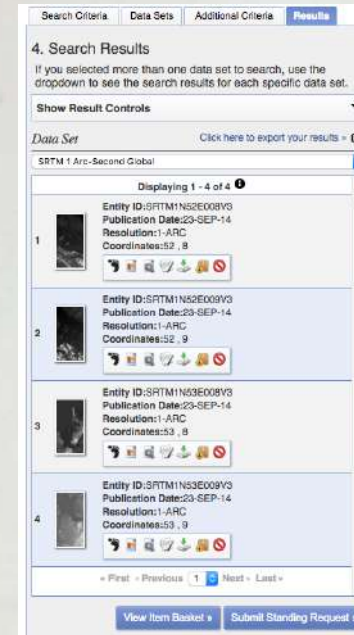 Search Criteria Data Sets Additional Criteria Results
4. Search Results
If you selected more than one data set to search, use the
dropdown to see the search results for each specific data set.
Show Result Controls
Data Set Click here to export your results »
SRTM 1 Arc-Second Global
Displaying 1 - 4 of 4
Entity ID:SRTM1N52E008V3
Publication Date:23-SEP-14
Resolution:1-ARC
Coordinates:52 , 8
1
Entity ID:SRTM1N52E009V3
Publication Date:23-SEP-14
Resolution:1-ARC
Coordinates:52 , 9
2
Entity ID:SRTM1N53E008V3
Publication Date:23-SEP-14
Resolution:1-ARC
Coordinates:53 , 8
3
Entity ID:SRTM1N53E009V3
Publication Date:23-SEP-14
Resolution:1-ARC
Coordinates:53 , 9
4
« First ‹ Previous 1 Next › Last »
View Item Basket » Submit Standing Request